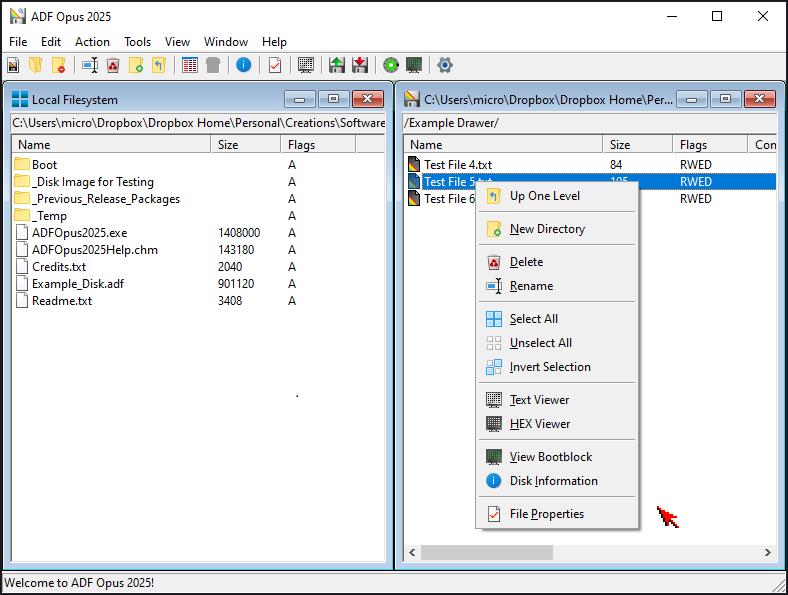 ADF Opus 2025
File Edit Action Tools View Window Help
Local Filesystem
C:\Users\micro\Dropbox\Dropbox Home\Personal\Creations\Software
Name Size Flags
Boot A
_Disk Image for Testing A
_Previous_Release_Packages A
_Temp A
ADFOpus2025.exe 1408000 A
ADFOpus2025Help.chm 143180 A
Credits.txt 2040 A
Example_Disk.adf 901120 A
Readme.txt 3408 A
C:\Users\micro\Dropbox\Dropbox Home\Per...
/Example Drawer/
Name Size Flags Con
Test File 4.txt 84 RWED
Test File 5.txt 105 RWED
Test File 6 RWED
Up One Level
New Directory
Delete
Rename
Select All
Unselect All
Invert Selection
Text Viewer
HEX Viewer
View Bootblock
Disk Information
File Properties
Welcome to ADF Opus 2025!